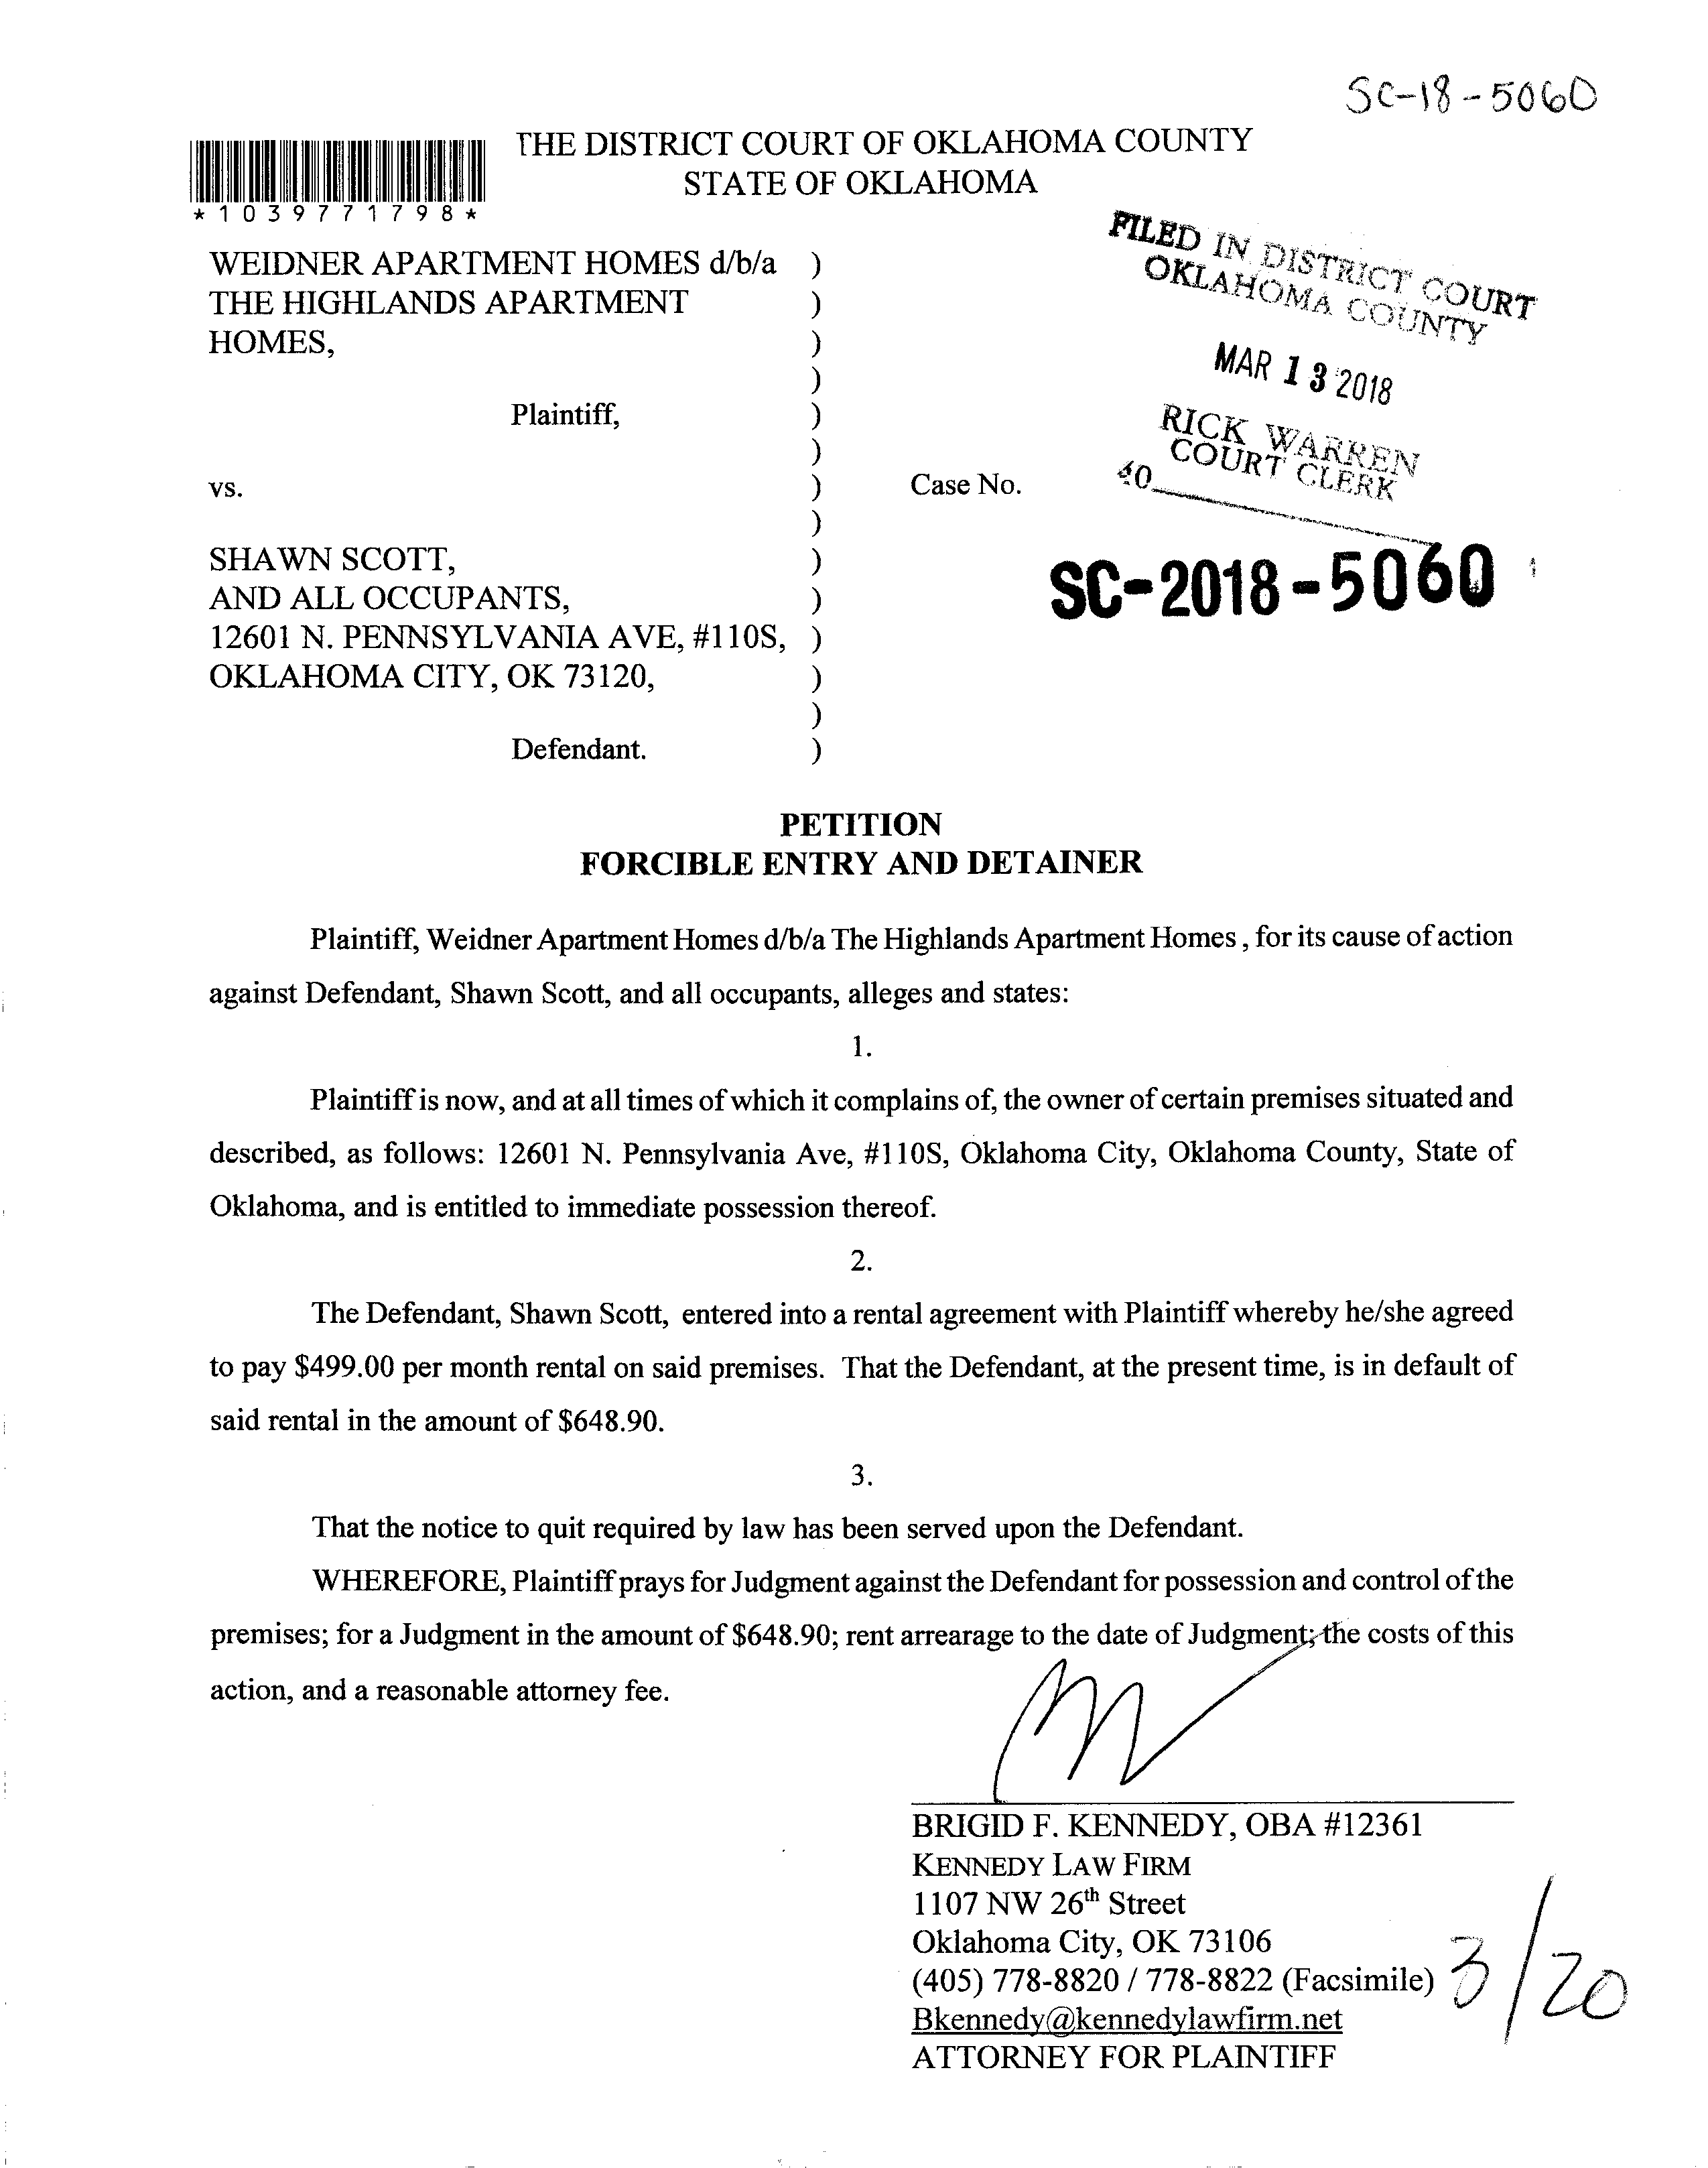 SC-18-5060
THE DISTRICT COURT OF OKLAHOMA COUNTY
STATE OF OKLAHOMA
*1039771798*
FILED IN DISTRICT COURT
OKLAHOMA COUNTY
MAR 13 2018
RICK WARREN
COURT CLERK
40
WEIDNER APARTMENT HOMES d/b/a )
THE HIGHLANDS APARTMENT )
HOMES, )
)
Plaintiff, )
)
vs. ) Case No.
)
SHAWN SCOTT, )
SC-2018-5060
AND ALL OCCUPANTS, )
12601 N. PENNSYLVANIA AVE, #110S, )
OKLAHOMA CITY, OK 73120, )
)
Defendant. )
PETITION
FORCIBLE ENTRY AND DETAINER
Plaintiff, Weidner Apartment Homes d/b/a The Highlands Apartment Homes , for its cause of action
against Defendant, Shawn Scott, and all occupants, alleges and states:
1.
Plaintiff is now, and at all times of which it complains of, the owner of certain premises situated and
described, as follows: 12601 N. Pennsylvania Ave, #110S, Oklahoma City, Oklahoma County, State of
Oklahoma, and is entitled to immediate possession thereof.
2.
The Defendant, Shawn Scott, entered into a rental agreement with Plaintiff whereby he/she agreed
to pay $499.00 per month rental on said premises. That the Defendant, at the present time, is in default of
said rental in the amount of $648.90.
3.
That the notice to quit required by law has been served upon the Defendant.
WHEREFORE, Plaintiff prays for Judgment against the Defendant for possession and control of the
premises; for a Judgment in the amount of $648.90; rent arrearage to the date of Judgment; the costs of this
action, and a reasonable attorney fee.
BRIGID F. KENNEDY, OBA #12361
KENNEDY LAW FIRM
1107 NW 26th Street
Oklahoma City, OK 73106
(405) 778-8820 / 778-8822 (Facsimile)
3/20
Bkennedy@kennedylawfirm.net
ATTORNEY FOR PLAINTIFF